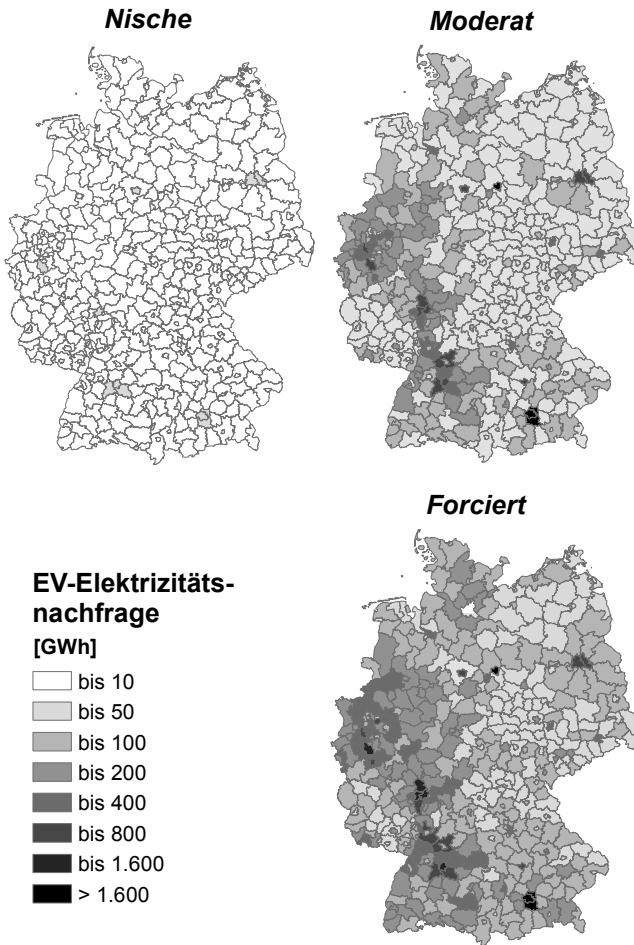 Nische
Moderat
Forciert
EV-Elektrizitäts-
nachfrage
[GWh]
bis 10
bis 50
bis 100
bis 200
bis 400
bis 800
bis 1.600
> 1.600